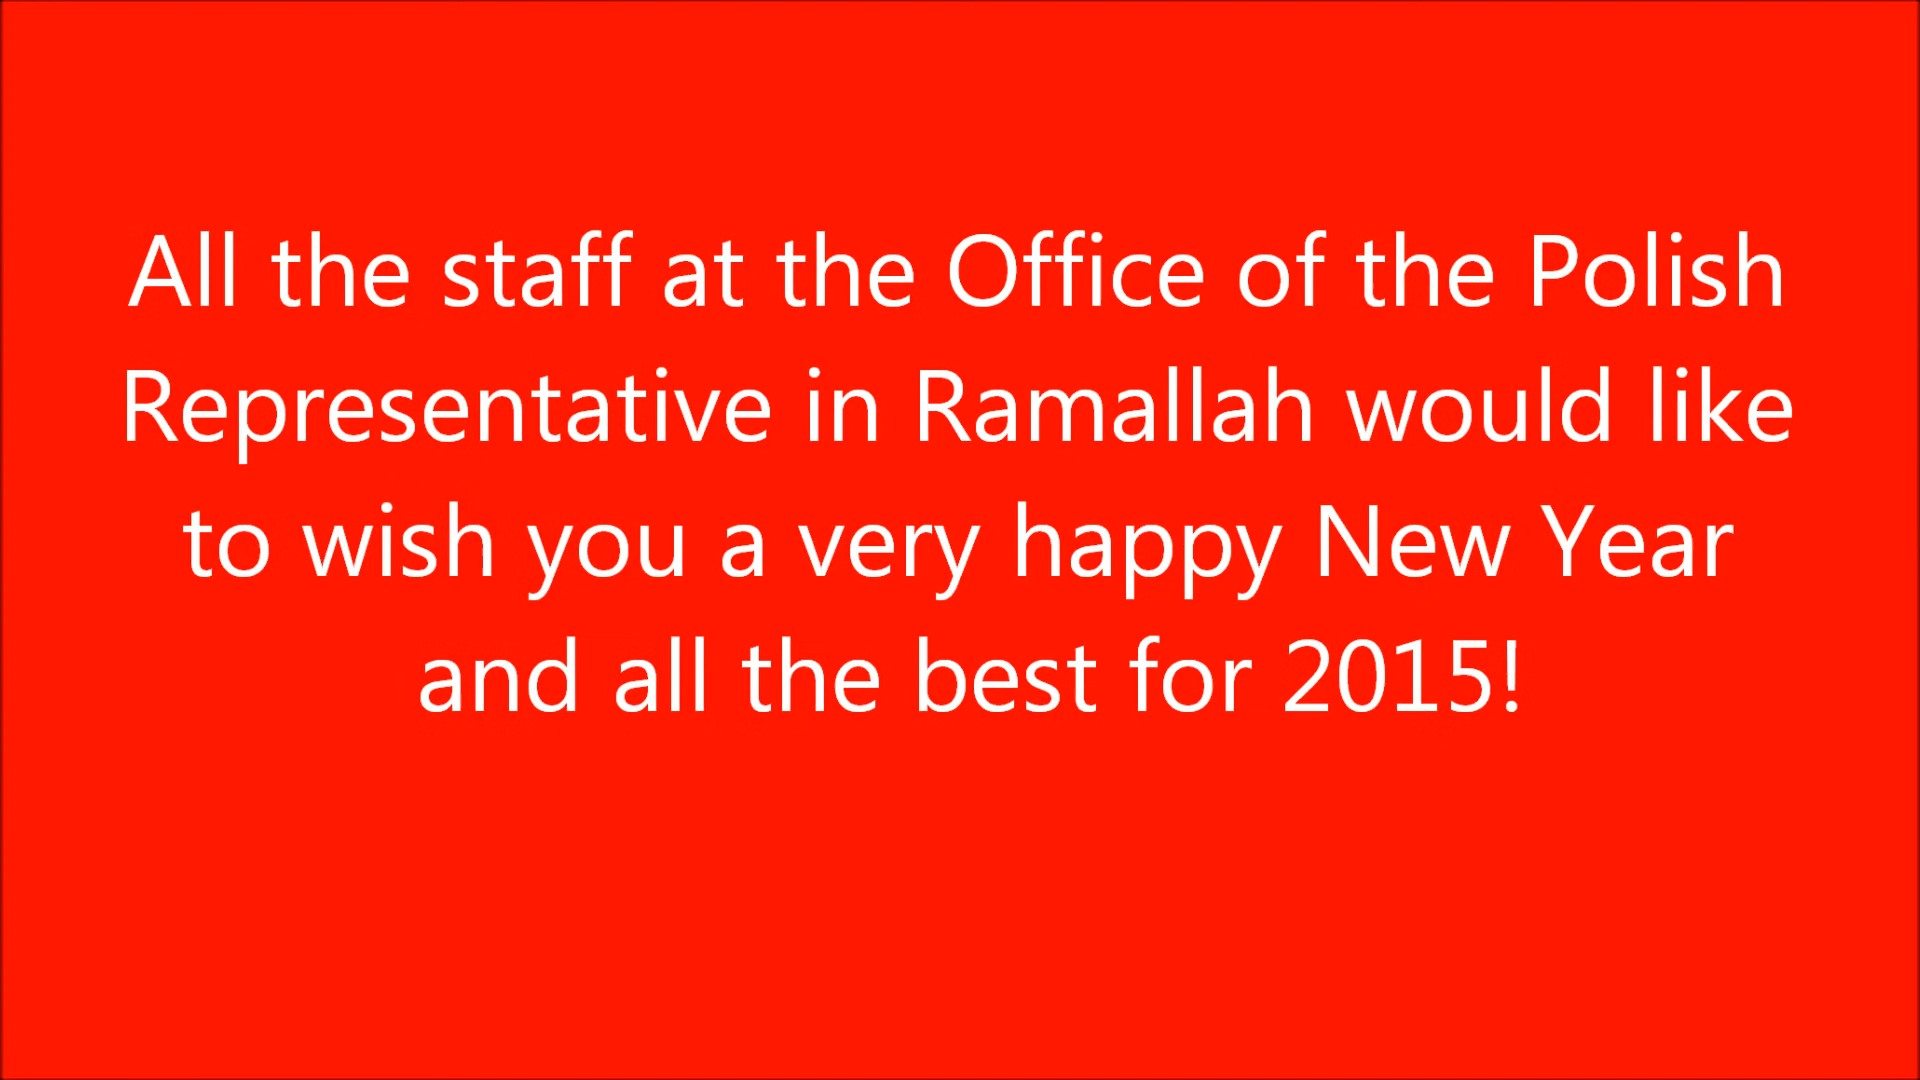 All the staff at the Office of the Polish
Representative in Ramallah would like
to wish you a very happy New Year
and all the best for 2015!